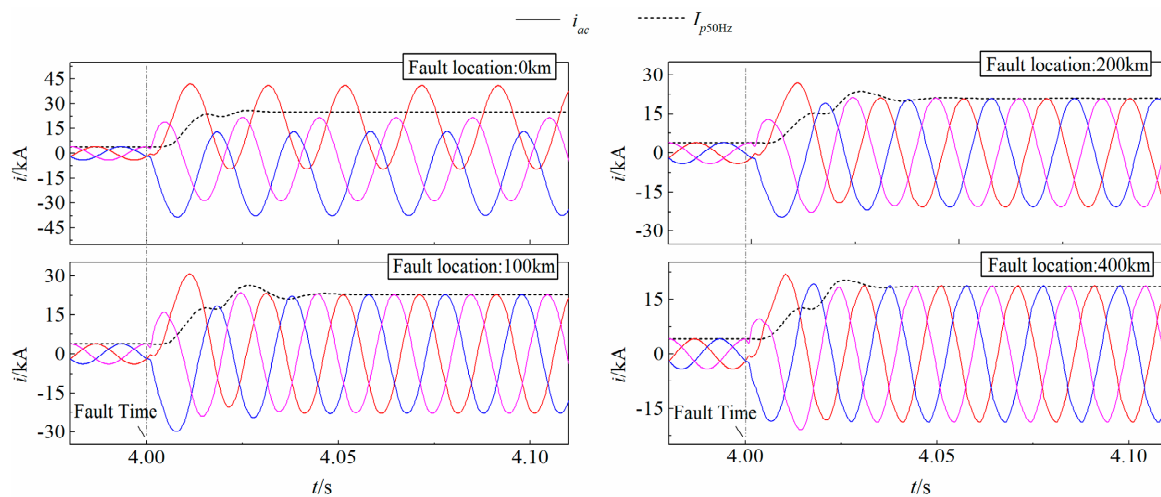 i_ac I_p50Hz
Fault location:0km
45
30
15
0
-15
-30
-45
i/kA
Fault location:200km
30
15
0
-15
-30
i/kA
Fault location:100km
30
15
0
-15
-30
i/kA
Fault Time
4.00 4.05 4.10
t/s
Fault location:400km
15
0
-15
i/kA
Fault Time
4.00 4.05 4.10
t/s